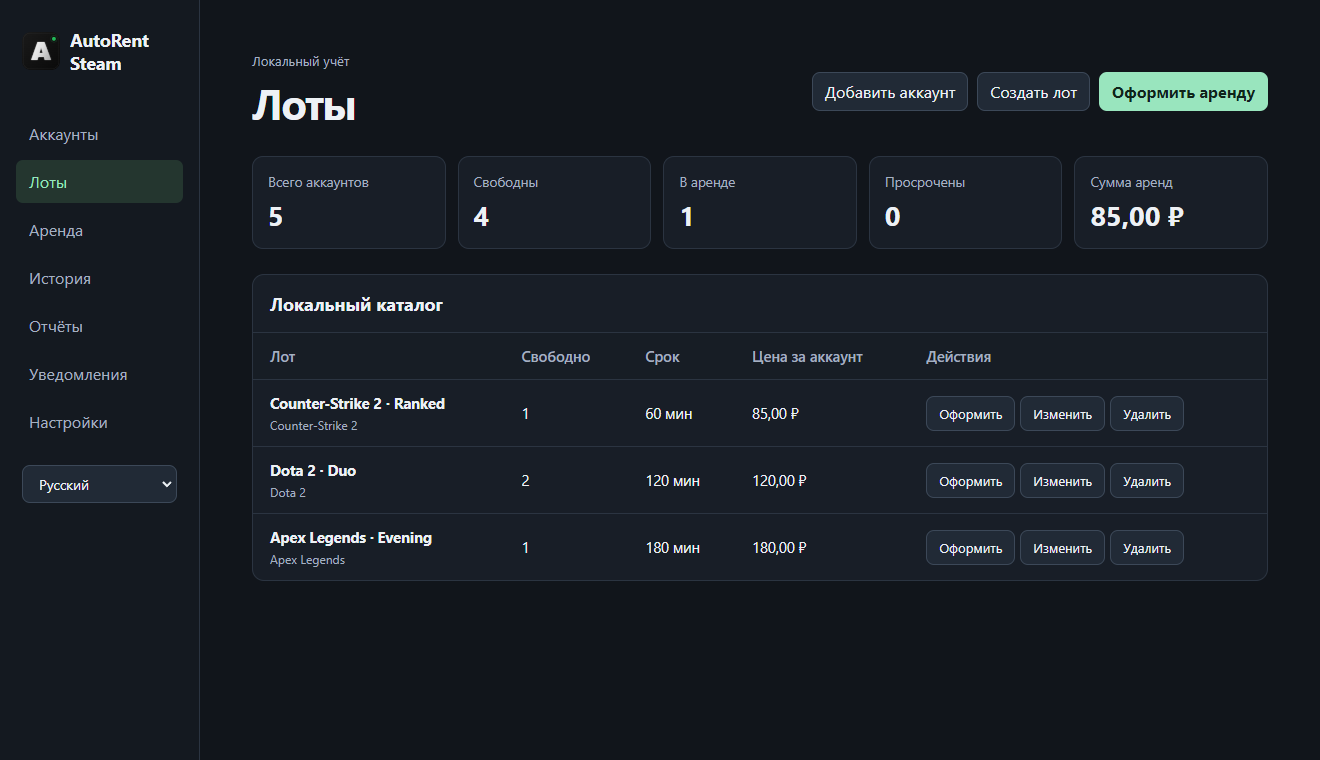 AutoRent
Steam
Аккаунты
Лоты
Аренда
История
Отчёты
Уведомления
Настройки
Русский
Локальный учёт
Лоты
Добавить аккаунт
Создать лот
Оформить аренду
Всего аккаунтов
5
Свободны
4
В аренде
1
Просрочены
0
Сумма аренд
85,00 ₽
Локальный каталог
Лот Свободно Срок Цена за аккаунт Действия
Counter-Strike 2 · Ranked
Counter-Strike 2
1 60 мин 85,00 ₽ Оформить Изменить Удалить
Dota 2 · Duo
Dota 2
2 120 мин 120,00 ₽ Оформить Изменить Удалить
Apex Legends · Evening
Apex Legends
1 180 мин 180,00 ₽ Оформить Изменить Удалить